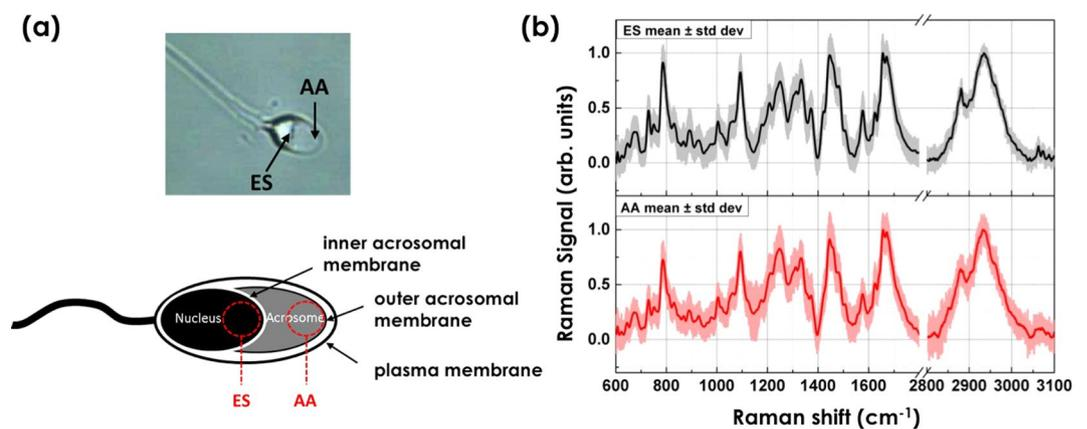 (a)
AA
ES
inner acrosomal
membrane
outer acrosomal
membrane
Nucleus
Acrosome
plasma membrane
ES
AA
(b)
ES mean ± std dev
1.0
0.5
0.0
AA mean ± std dev
1.0
0.5
0.0
Raman Signal (arb. units)
600 800 1000 1200 1400 1600 2800 2900 3000 3100
Raman shift (cm⁻¹)